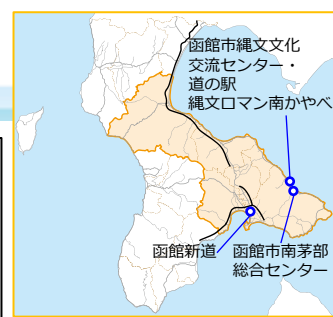 函館市縄文文化
交流センター・
道の駅
縄文ロマン南かやべ
函館新道
函館市南茅部
総合センター